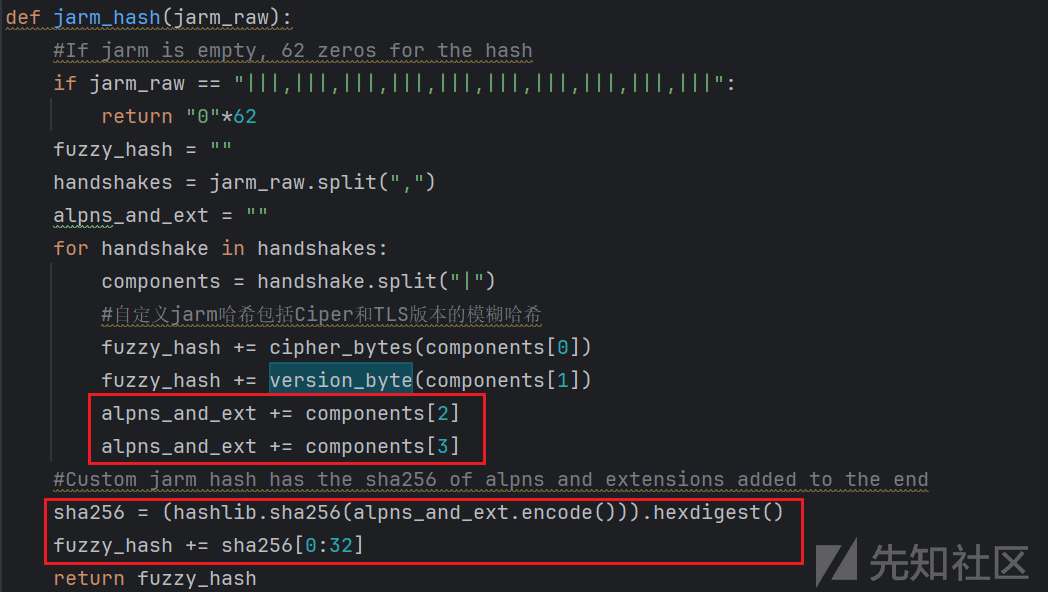 def jarm_hash(jarm_raw):
    #If jarm is empty, 62 zeros for the hash
    if jarm_raw == "|||,|||,|||,|||,|||,|||,|||,|||,|||,|||":
        return "0"*62
    fuzzy_hash = ""
    handshakes = jarm_raw.split(",")
    alpns_and_ext = ""
    for handshake in handshakes:
        components = handshake.split("|")
        #自定义jarm哈希包括Ciper和TLS版本的模糊哈希
        fuzzy_hash += cipher_bytes(components[0])
        fuzzy_hash += version_byte(components[1])
        alpns_and_ext += components[2]
        alpns_and_ext += components[3]
    #Custom jarm hash has the sha256 of alpns and extensions added to the end
    sha256 = (hashlib.sha256(alpns_and_ext.encode())).hexdigest()
    fuzzy_hash += sha256[0:32]
    return fuzzy_hash
先知社区